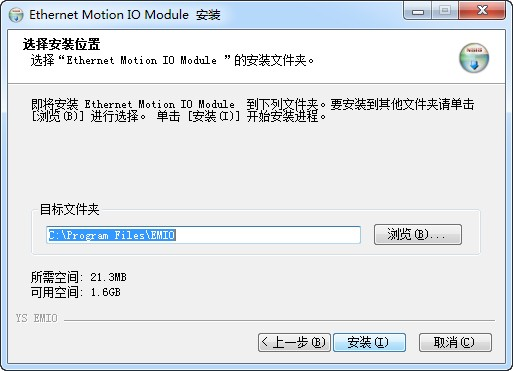 Ethernet Motion IO Module 安装
选择安装位置
选择“Ethernet Motion IO Module ”的安装文件夹。
即将安装 Ethernet Motion IO Module 到下列文件夹。要安装到其他文件夹请单击
[浏览(B)] 进行选择。 单击 [安装(I)] 开始安装进程。
目标文件夹
C:\Program Files\EMIO
浏览(B)...
所需空间: 21.3MB
可用空间: 1.6GB
YS EMIO
< 上一步(B)
安装(I)
取消(C)